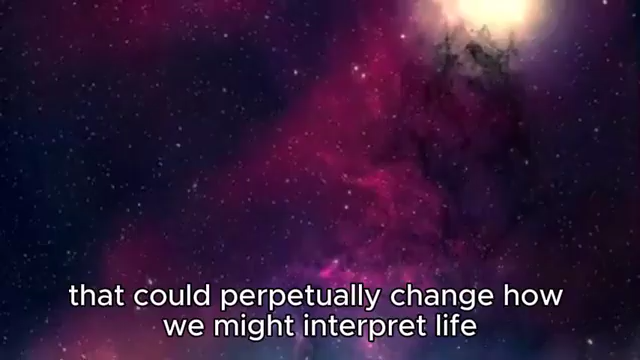 that could perpetually change how
we might interpret life